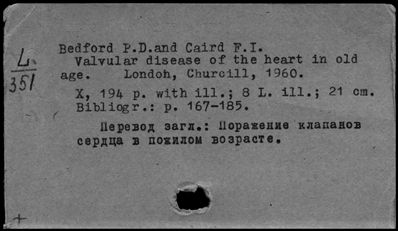 L
351
Bedford P.D.and Caird F.I.
Valvular disease of the heart in old
age. Londoh, Churcill, 1960.
X, 194 p. with ill.; 8 L. ill.; 21 cm.
Bibliogr.: p. 167-185.
Перевод загл.: Поражение клапанов
сердца в пожилом возрасте.
+